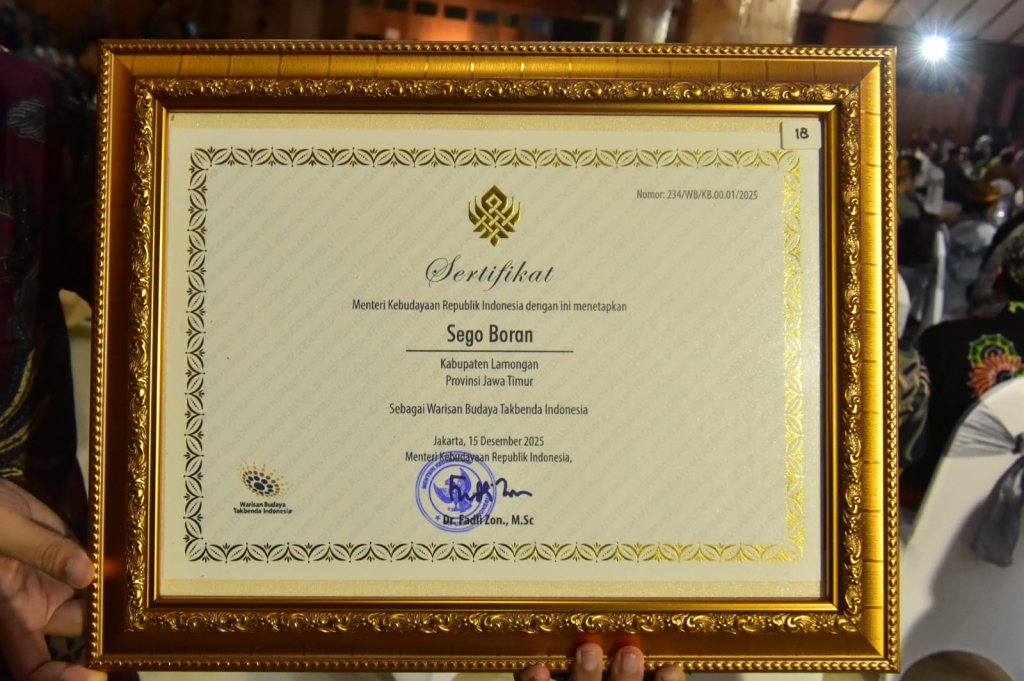 18
Nomor: 234/WB/KB.00.01/2025
Sertifikat
Menteri Kebudayaan Republik Indonesia dengan ini menetapkan
Sego Boran
Kabupaten Lamongan
Provinsi Jawa Timur
Sebagai Warisan Budaya Takbenda Indonesia
Jakarta, 15 Desember 2025
Menteri Kebudayaan Republik Indonesia,
Dr. Fadli Zon., M.Sc
Warisan Budaya
Takbenda Indonesia